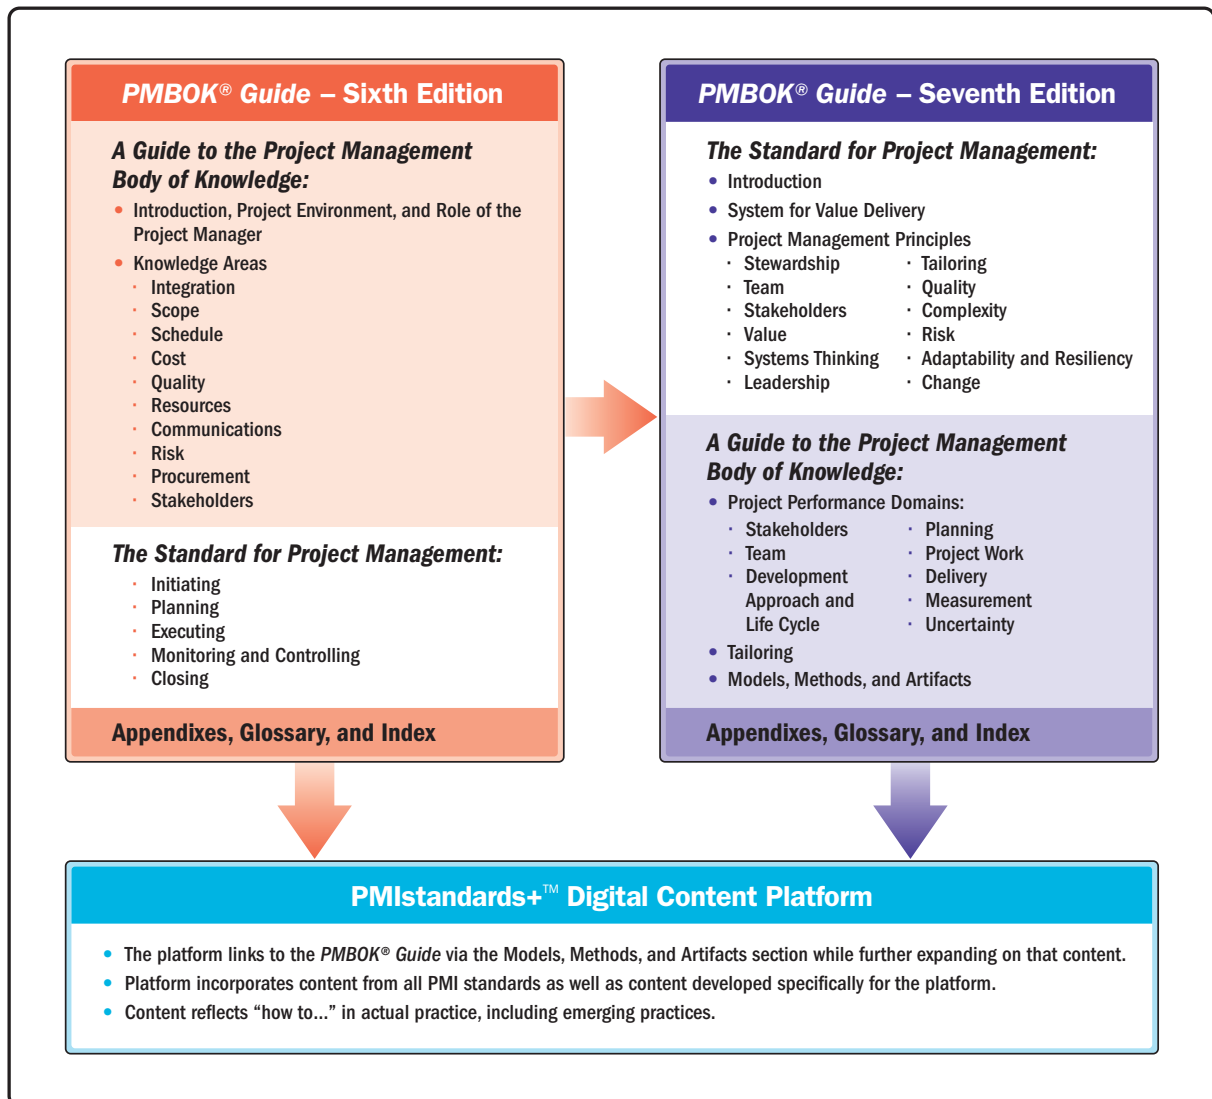 PMBOK® Guide – Sixth Edition
A Guide to the Project Management
Body of Knowledge:
• Introduction, Project Environment, and Role of the
Project Manager
• Knowledge Areas
· Integration
· Scope
· Schedule
· Cost
· Quality
· Resources
· Communications
· Risk
· Procurement
· Stakeholders
The Standard for Project Management:
· Initiating
· Planning
· Executing
· Monitoring and Controlling
· Closing
Appendixes, Glossary, and Index
PMBOK® Guide – Seventh Edition
The Standard for Project Management:
• Introduction
• System for Value Delivery
• Project Management Principles
· Stewardship
· Team
· Stakeholders
· Value
· Systems Thinking
· Leadership
· Tailoring
· Quality
· Complexity
· Risk
· Adaptability and Resiliency
· Change
A Guide to the Project Management
Body of Knowledge:
• Project Performance Domains:
· Stakeholders
· Team
· Development
Approach and
Life Cycle
· Planning
· Project Work
· Delivery
· Measurement
· Uncertainty
• Tailoring
• Models, Methods, and Artifacts
Appendixes, Glossary, and Index
PMIstandards+™ Digital Content Platform
• The platform links to the PMBOK® Guide via the Models, Methods, and Artifacts section while further expanding on that content.
• Platform incorporates content from all PMI standards as well as content developed specifically for the platform.
• Content reflects “how to...” in actual practice, including emerging practices.